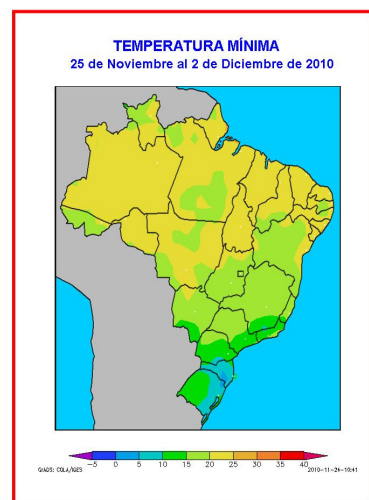 TEMPERATURA MÍNIMA
25 de Noviembre al 2 de Diciembre de 2010
-5 0 5 10 15 20 25 30 35 40
GrADS: COLA/IGES 2010-11-24-10:41